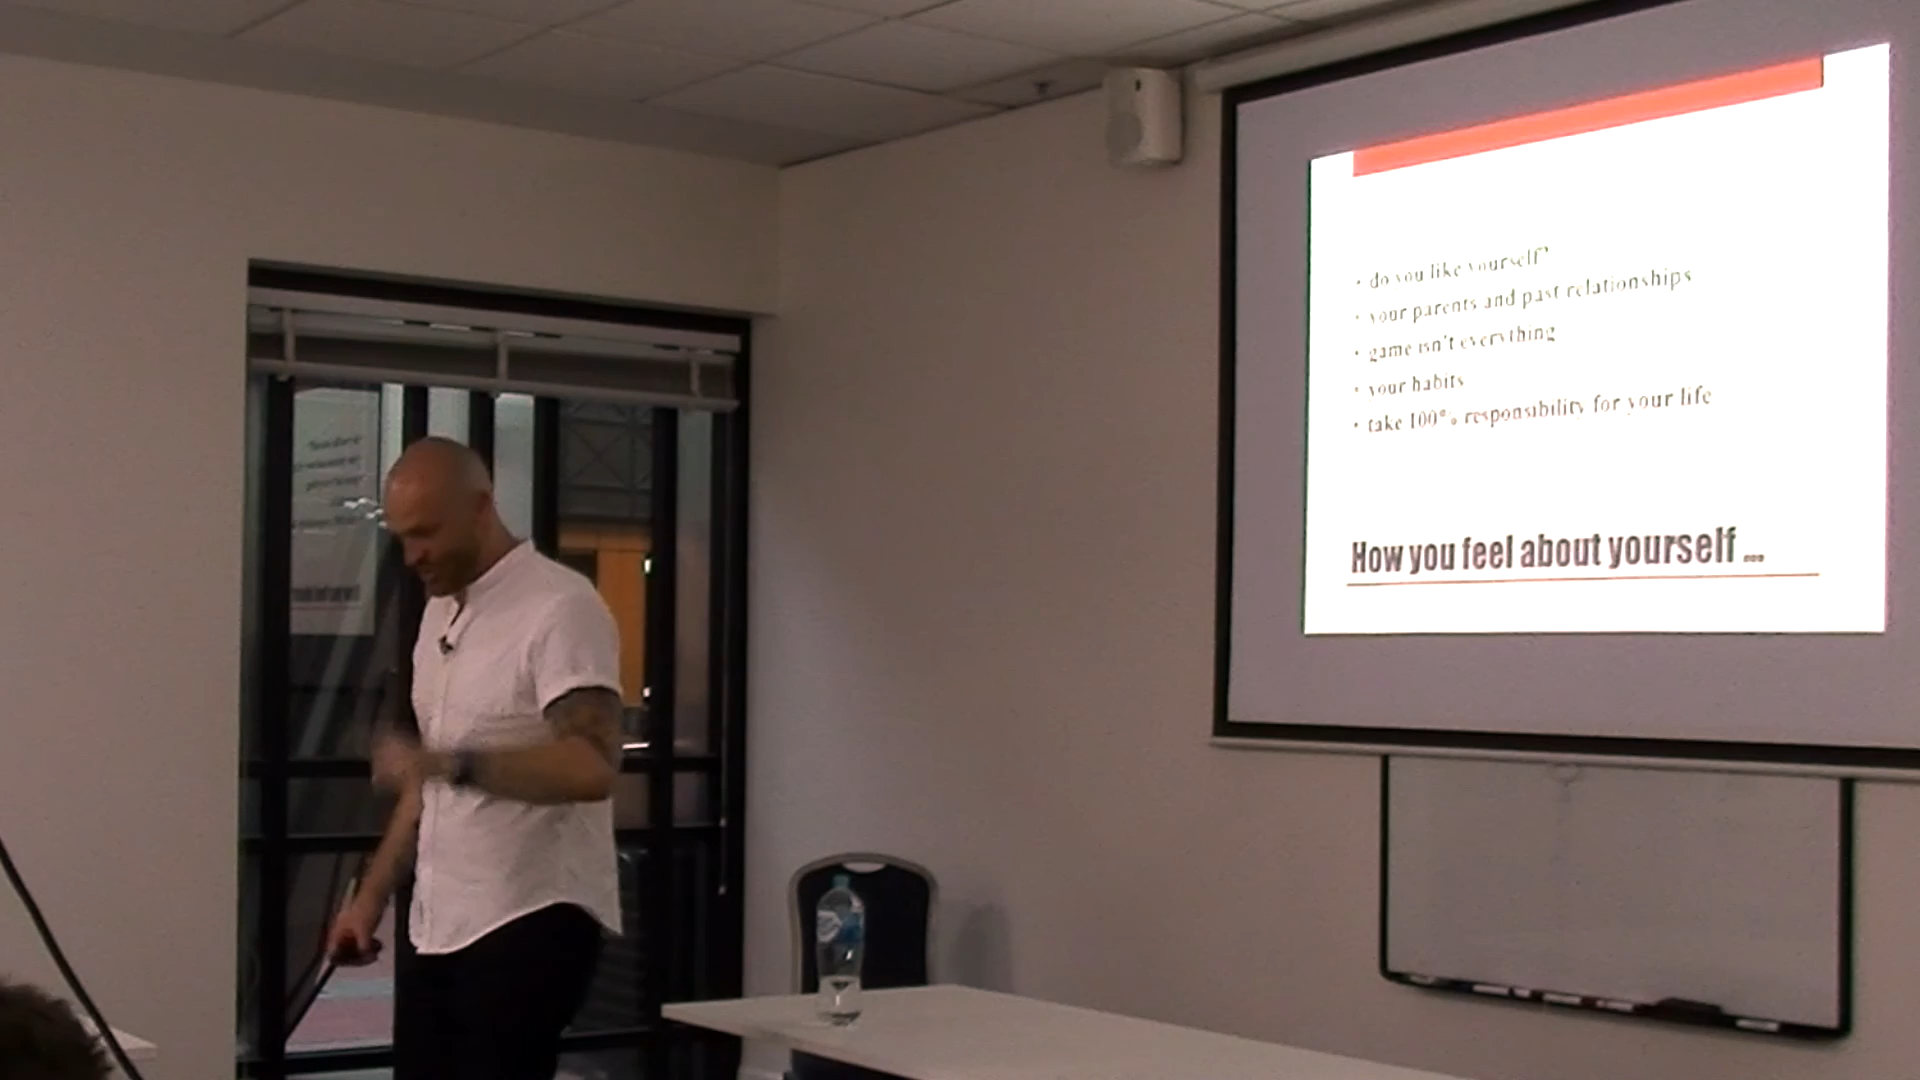 • do you like yourself?
• your parents and past relationships
• game isn't everything
• your habits
• take 100% responsibility for your life
How you feel about yourself ...